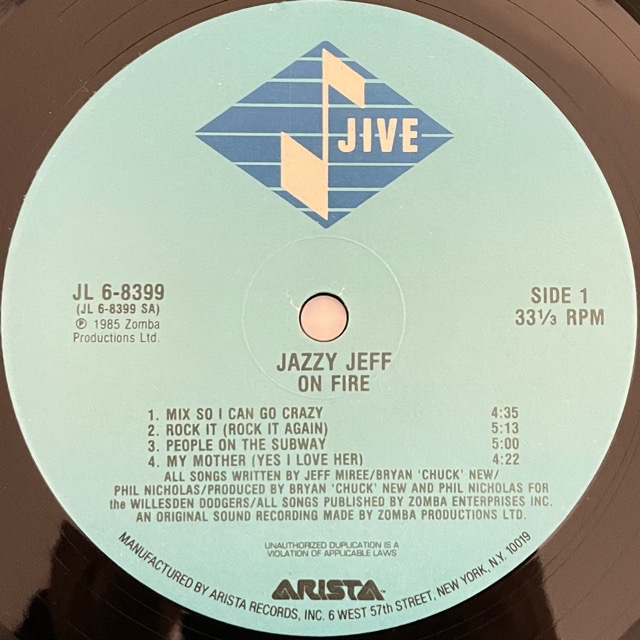 JIVE
JL 6-8399
(JL 6-8399 SA)
℗ 1985 Zomba
Productions Ltd.
SIDE 1
33⅓ RPM
JAZZY JEFF
ON FIRE
1. MIX SO I CAN GO CRAZY 4:35
2. ROCK IT (ROCK IT AGAIN) 5:13
3. PEOPLE ON THE SUBWAY 5:00
4. MY MOTHER (YES I LOVE HER) 4:22
ALL SONGS WRITTEN BY JEFF MIREE/BRYAN 'CHUCK' NEW/
PHIL NICHOLAS/PRODUCED BY BRYAN 'CHUCK' NEW AND PHIL NICHOLAS FOR
the WILLESDEN DODGERS/ALL SONGS PUBLISHED BY ZOMBA ENTERPRISES INC.
AN ORIGINAL SOUND RECORDING MADE BY ZOMBA PRODUCTIONS LTD.
UNAUTHORIZED DUPLICATION IS A
VIOLATION OF APPLICABLE LAWS
ARISTA
MANUFACTURED BY ARISTA RECORDS, INC. 6 WEST 57th STREET, NEW YORK, N.Y. 10019